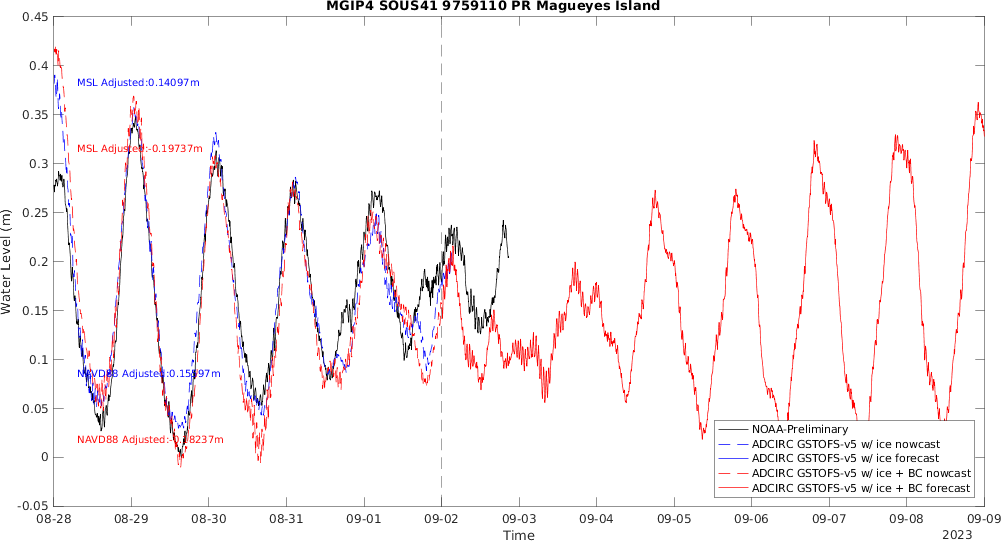 MGIP4 SOUS41 9759110 PR Magueyes Island
0.45
0.4
0.35
0.3
0.25
0.2
0.15
0.1
0.05
0
-0.05
Water Level (m)
MSL Adjusted:0.14097m
MSL Adjusted:-0.19737m
NAVD88 Adjusted:0.15597m
NAVD88 Adjusted:-0.18237m
NOAA-Preliminary
ADCIRC GSTOFS-v5 w/ ice nowcast
ADCIRC GSTOFS-v5 w/ ice forecast
ADCIRC GSTOFS-v5 w/ ice + BC nowcast
ADCIRC GSTOFS-v5 w/ ice + BC forecast
08-28 08-29 08-30 08-31 09-01 09-02 09-03 09-04 09-05 09-06 09-07 09-08 09-09
Time
2023